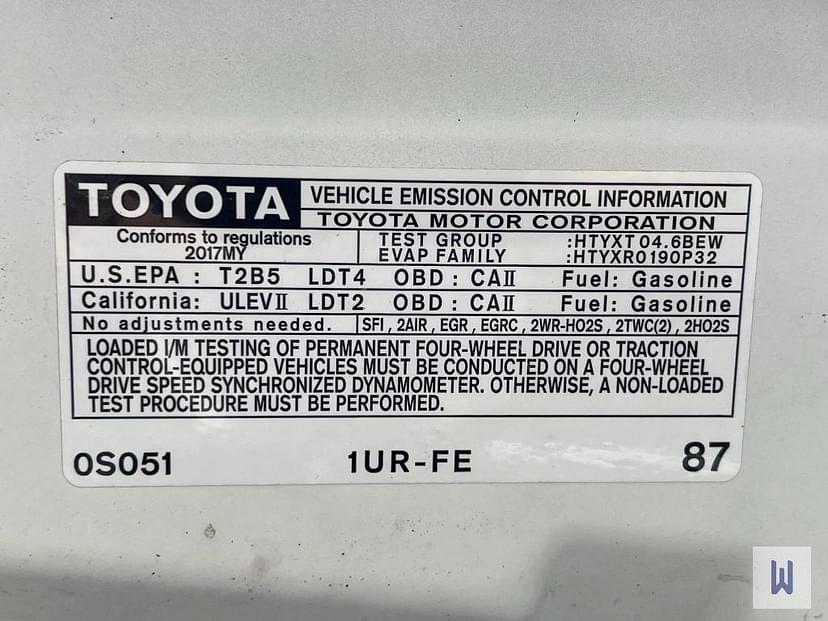 TOYOTA VEHICLE EMISSION CONTROL INFORMATION
TOYOTA MOTOR CORPORATION
Conforms to regulations
2017MY
TEST GROUP :HTYXT04.6BEW
EVAP FAMILY :HTYXR0190P32
U.S.EPA : T2B5 LDT4 OBD : CAII Fuel: Gasoline
California: ULEVII LDT2 OBD : CAII Fuel: Gasoline
No adjustments needed. SFI , 2AIR , EGR , EGRC , 2WR-HO2S , 2TWC(2) , 2HO2S
LOADED I/M TESTING OF PERMANENT FOUR-WHEEL DRIVE OR TRACTION
CONTROL-EQUIPPED VEHICLES MUST BE CONDUCTED ON A FOUR-WHEEL
DRIVE SPEED SYNCHRONIZED DYNAMOMETER. OTHERWISE, A NON-LOADED
TEST PROCEDURE MUST BE PERFORMED.
0S051 1UR-FE 87
W